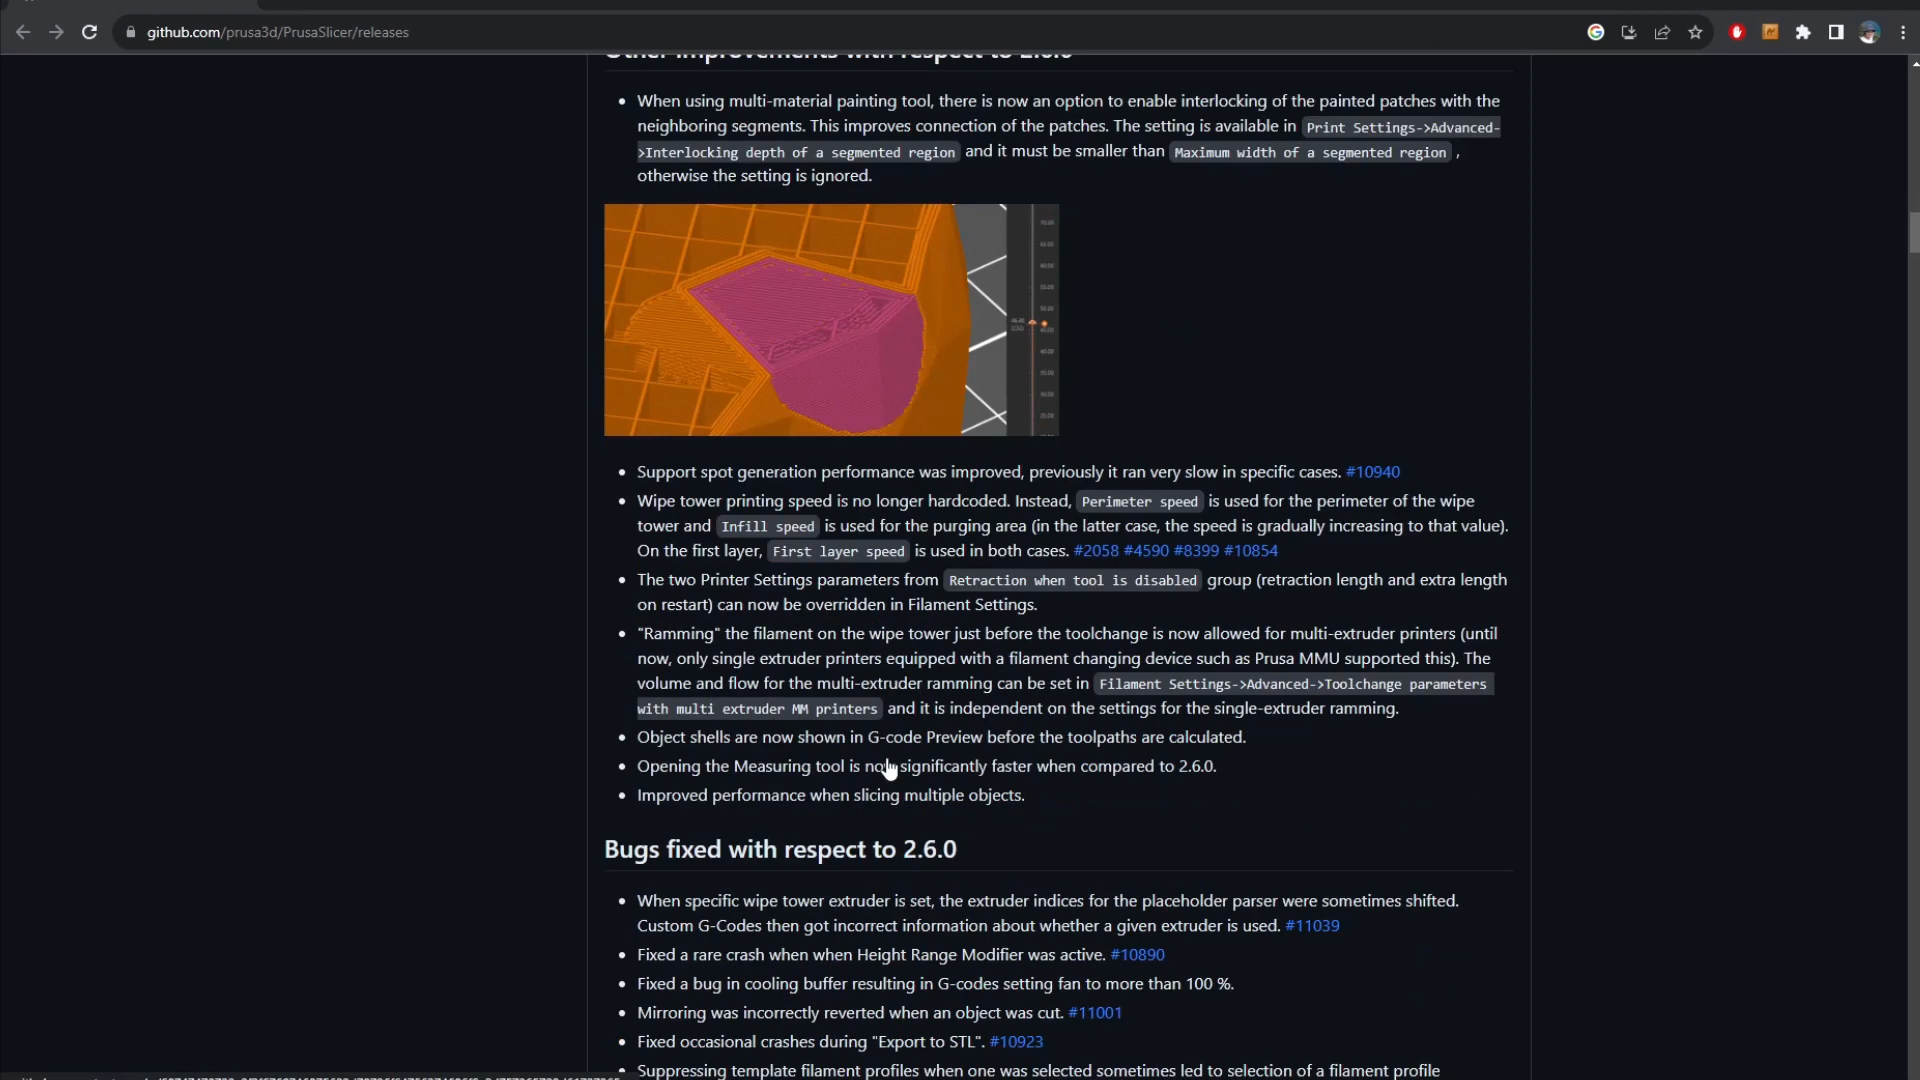 github.com/prusa3d/PrusaSlicer/releases
Other improvements with respect to 2.6.0
When using multi-material painting tool, there is now an option to enable interlocking of the painted patches with the
neighboring segments. This improves connection of the patches. The setting is available in Print Settings->Advanced-
>Interlocking depth of a segmented region and it must be smaller than Maximum width of a segmented region ,
otherwise the setting is ignored.
Support spot generation performance was improved, previously it ran very slow in specific cases. #10940
Wipe tower printing speed is no longer hardcoded. Instead, Perimeter speed is used for the perimeter of the wipe
tower and Infill speed is used for the purging area (in the latter case, the speed is gradually increasing to that value).
On the first layer, First layer speed is used in both cases. #2058 #4590 #8399 #10854
The two Printer Settings parameters from Retraction when tool is disabled group (retraction length and extra length
on restart) can now be overridden in Filament Settings.
"Ramming" the filament on the wipe tower just before the toolchange is now allowed for multi-extruder printers (until
now, only single extruder printers equipped with a filament changing device such as Prusa MMU supported this). The
volume and flow for the multi-extruder ramming can be set in Filament Settings->Advanced->Toolchange parameters
with multi extruder MM printers and it is independent on the settings for the single-extruder ramming.
Object shells are now shown in G-code Preview before the toolpaths are calculated.
Opening the Measuring tool is now significantly faster when compared to 2.6.0.
Improved performance when slicing multiple objects.
Bugs fixed with respect to 2.6.0
When specific wipe tower extruder is set, the extruder indices for the placeholder parser were sometimes shifted.
Custom G-Codes then got incorrect information about whether a given extruder is used. #11039
Fixed a rare crash when when Height Range Modifier was active. #10890
Fixed a bug in cooling buffer resulting in G-codes setting fan to more than 100 %.
Mirroring was incorrectly reverted when an object was cut. #11001
Fixed occasional crashes during "Export to STL". #10923
Suppressing template filament profiles when one was selected sometimes led to selection of a filament profile